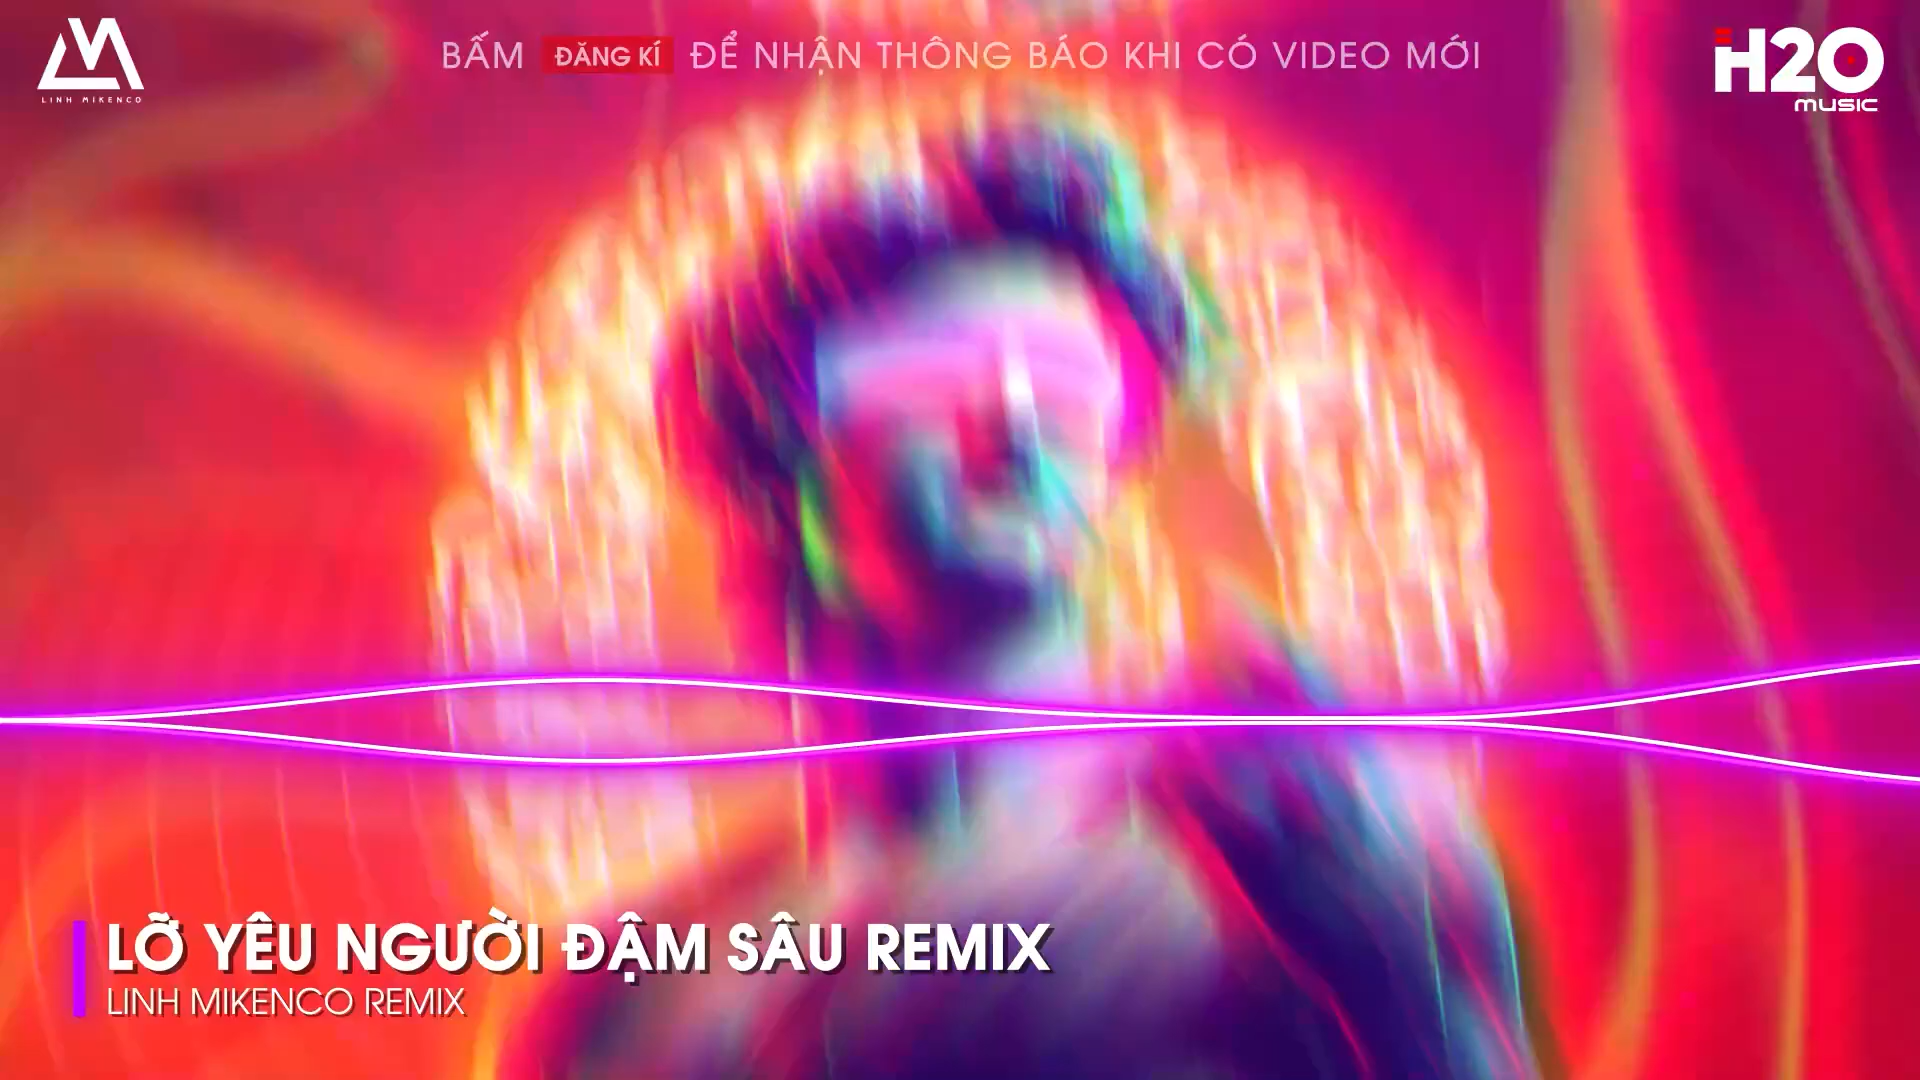 LINH MIKENCO
BẤM ĐĂNG KÍ ĐỂ NHẬN THÔNG BÁO KHI CÓ VIDEO MỚI
H2O
MUSIC
LỠ YÊU NGƯỜI ĐẬM SÂU REMIX
LINH MIKENCO REMIX